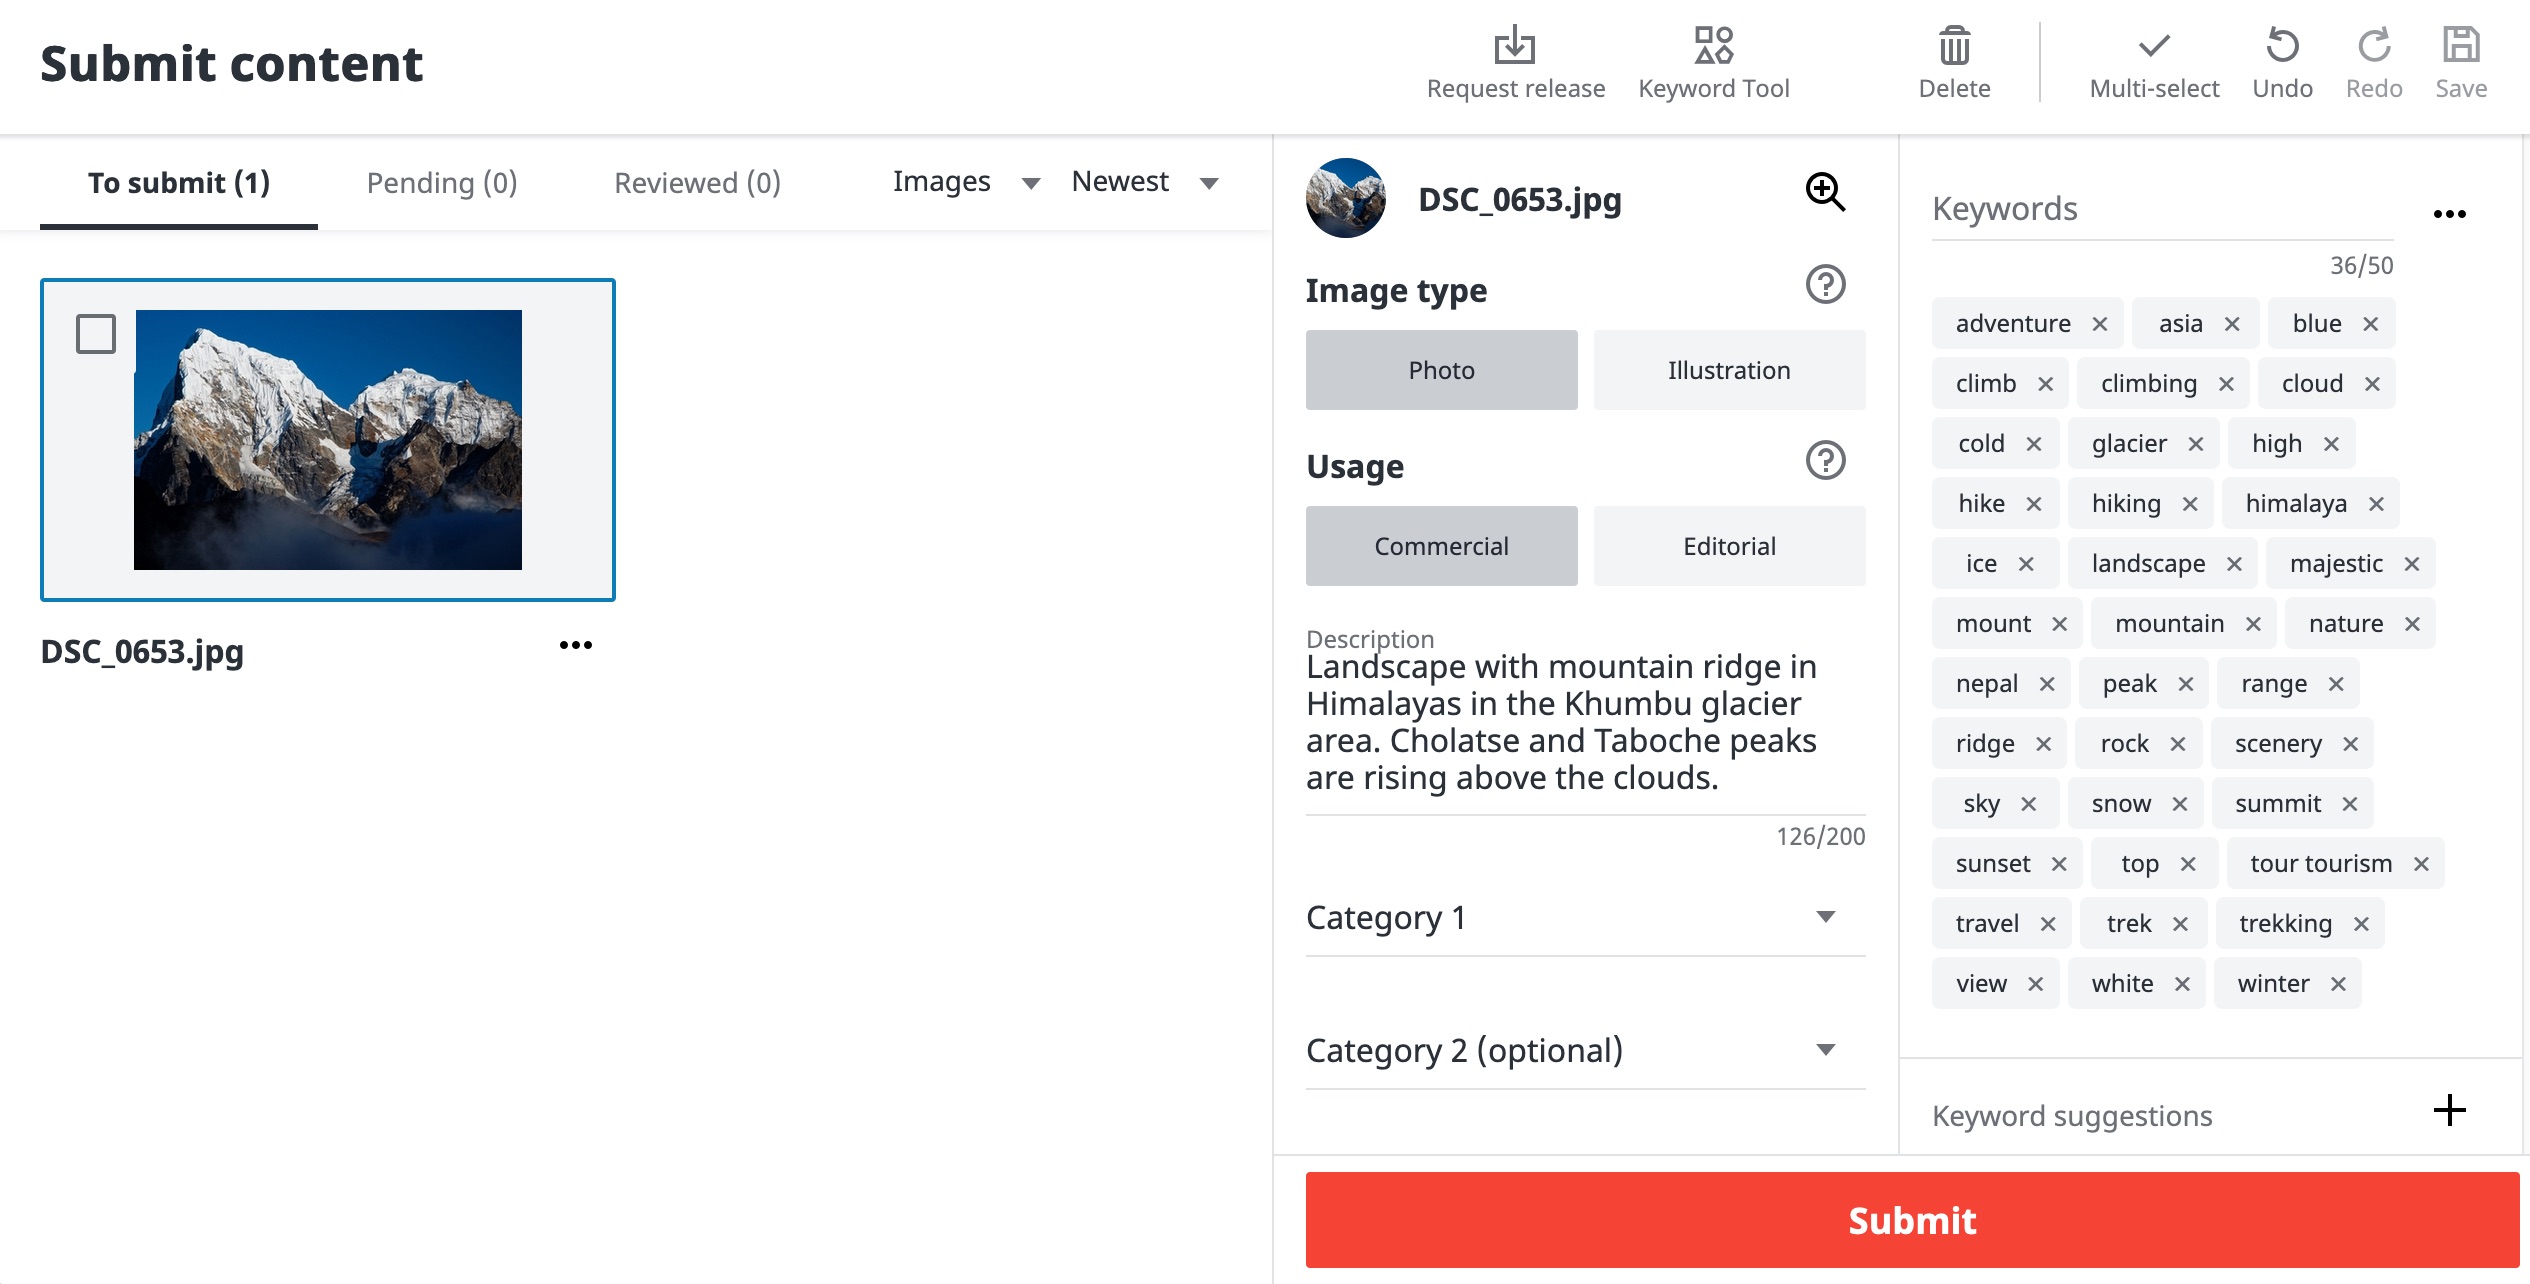 Submit content
Request release
Keyword Tool
Delete
Multi-select
Undo
Redo
Save
To submit (1)
Pending (0)
Reviewed (0)
Images
Newest
DSC_0653.jpg
DSC_0653.jpg
Image type
Photo
Illustration
Usage
Commercial
Editorial
Description
Landscape with mountain ridge in
Himalayas in the Khumbu glacier
area. Cholatse and Taboche peaks
are rising above the clouds.
126/200
Category 1
Category 2 (optional)
Keywords
36/50
adventure asia blue
climb climbing cloud
cold glacier high
hike hiking himalaya
ice landscape majestic
mount mountain nature
nepal peak range
ridge rock scenery
sky snow summit
sunset top tour tourism
travel trek trekking
view white winter
Keyword suggestions
Submit